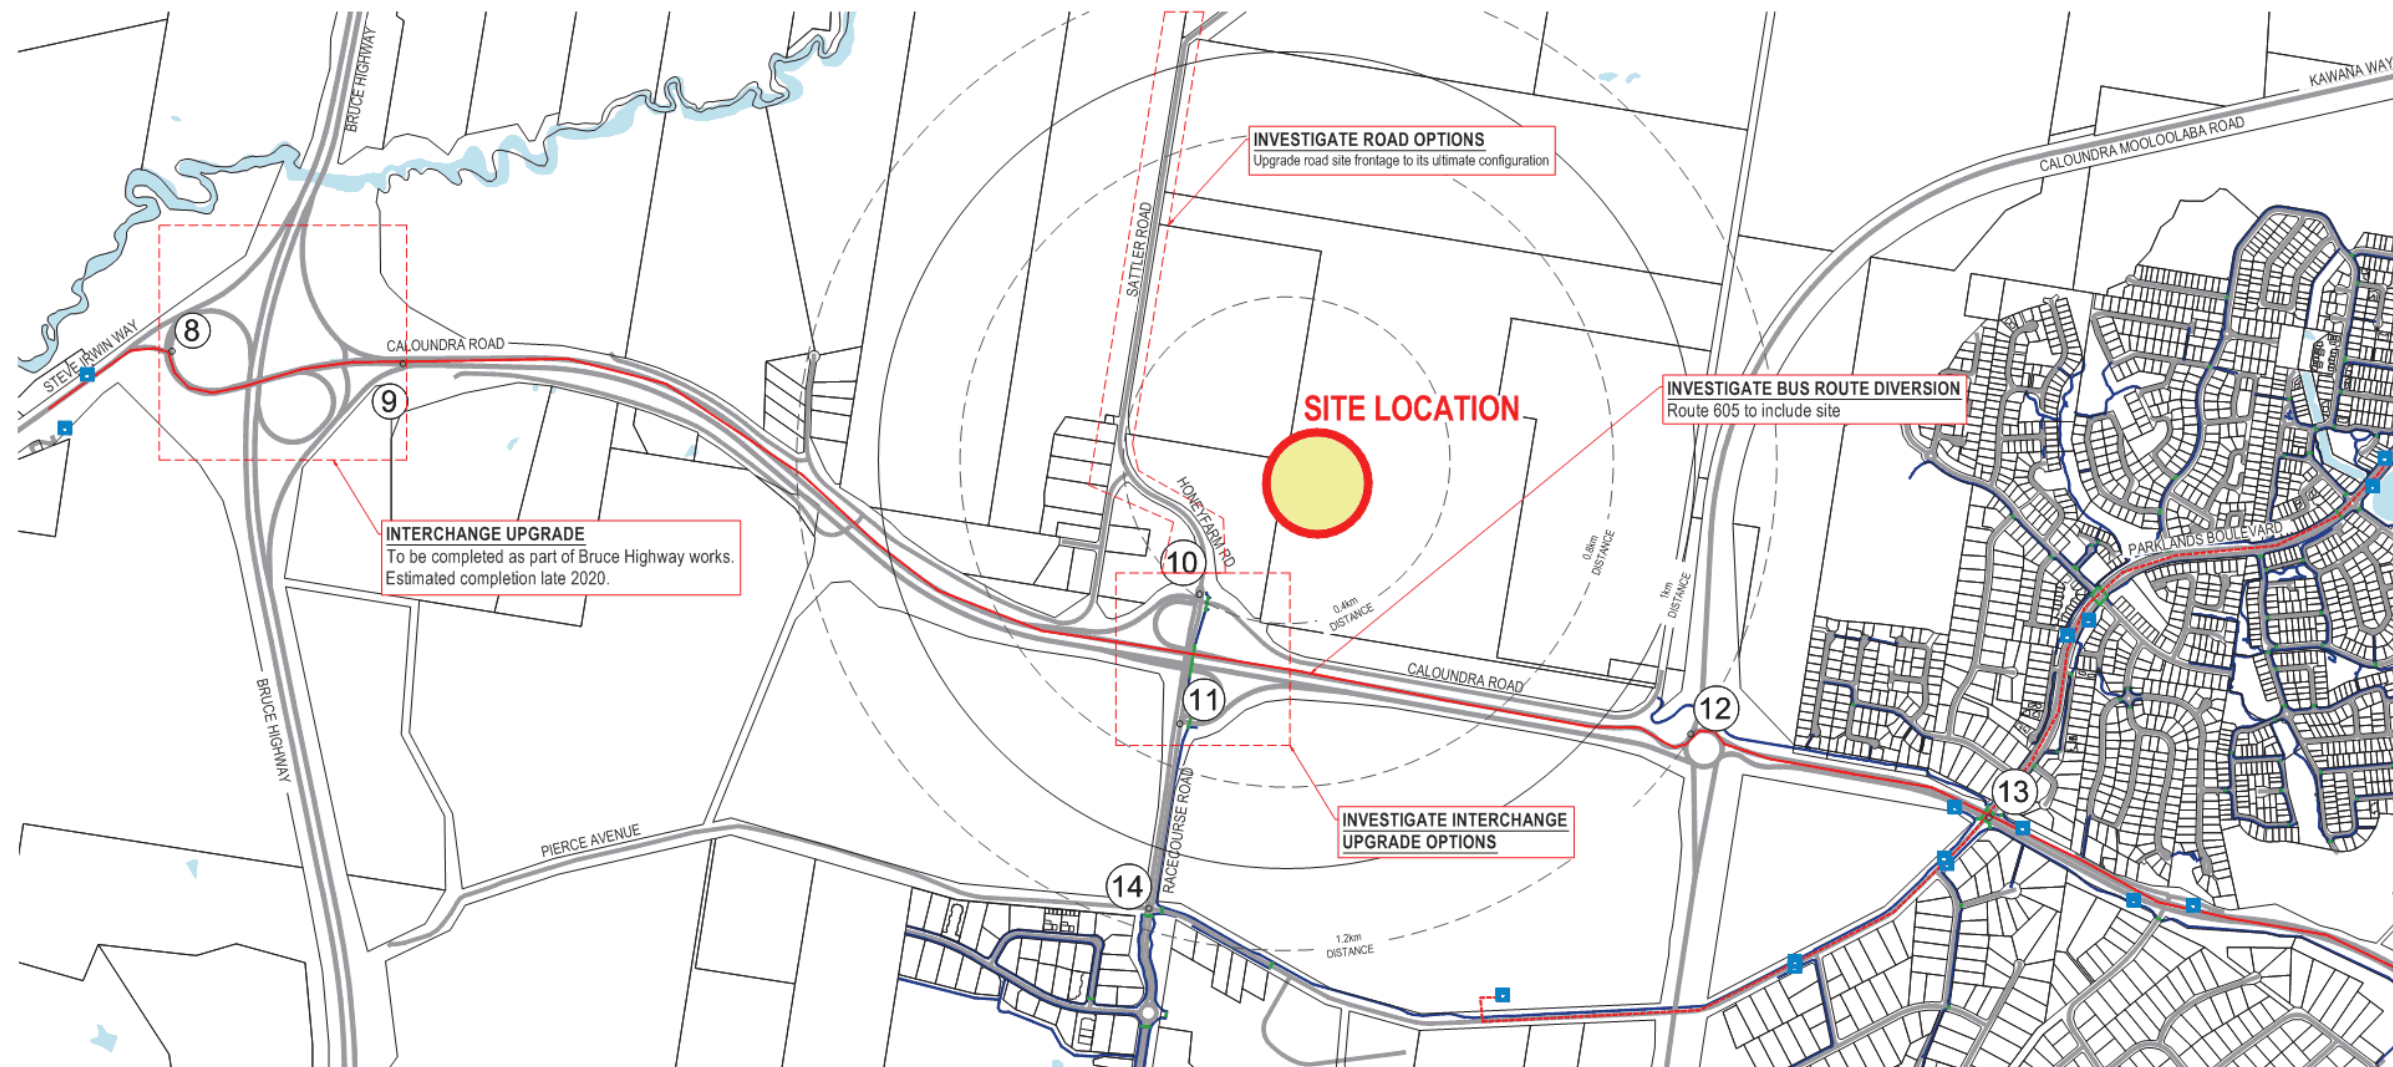 BRUCE HIGHWAY
KAWANA WAY
CALOUNDRA MOOLOOLABA ROAD
INVESTIGATE ROAD OPTIONS
Upgrade road site frontage to its ultimate configuration
SATTLER ROAD
STEVE IRWIN WAY
8
CALOUNDRA ROAD
9
SITE LOCATION
INVESTIGATE BUS ROUTE DIVERSION
Route 605 to include site
HONEYFARM RD
INTERCHANGE UPGRADE
To be completed as part of Bruce Highway works.
Estimated completion late 2020.
10
0.4km
DISTANCE
0.8km
DISTANCE
1km
DISTANCE
PARKLANDS BOULEVARD
BRUCE HIGHWAY
11
CALOUNDRA ROAD
12
13
RACECOURSE ROAD
INVESTIGATE INTERCHANGE
UPGRADE OPTIONS
PIERCE AVENUE
14
1.2km
DISTANCE